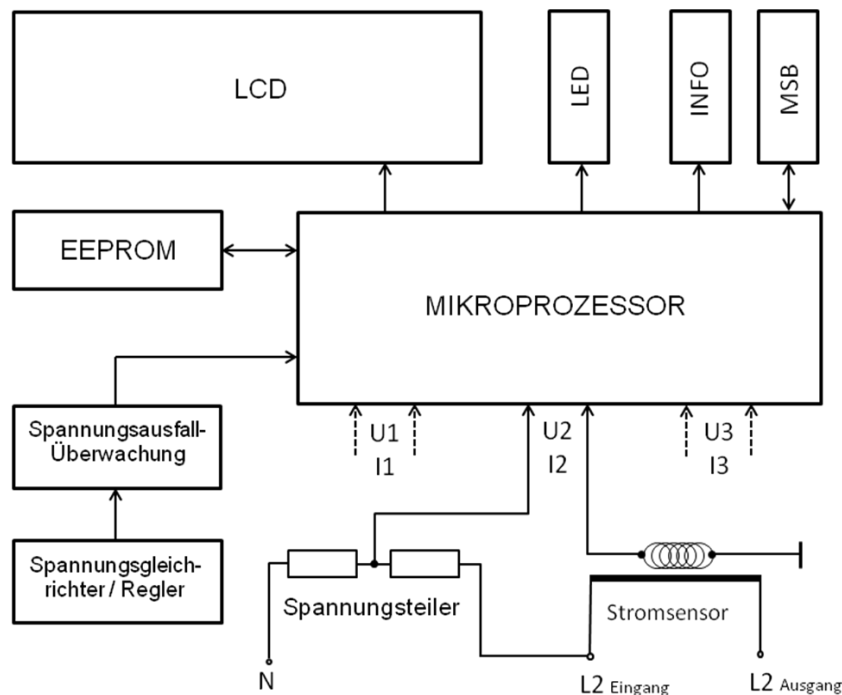 LCD
LED
INFO
MSB
EEPROM
MIKROPROZESSOR
Spannungsausfall-
Überwachung
U1
I1
U2
I2
U3
I3
Spannungsgleich-
richter / Regler
Spannungsteiler
Stromsensor
N
L2 Eingang
L2 Ausgang